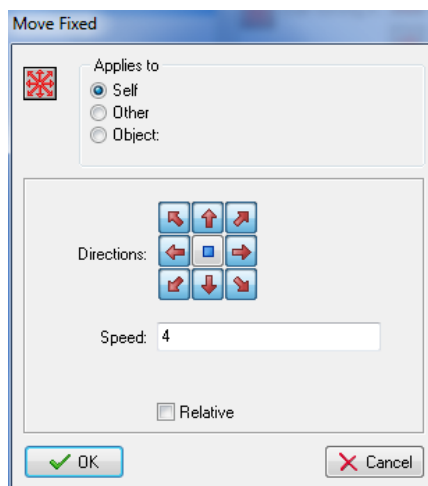 Move Fixed
Applies to
Self
Other
Object:
Directions:
Speed: 4
Relative
OK Cancel